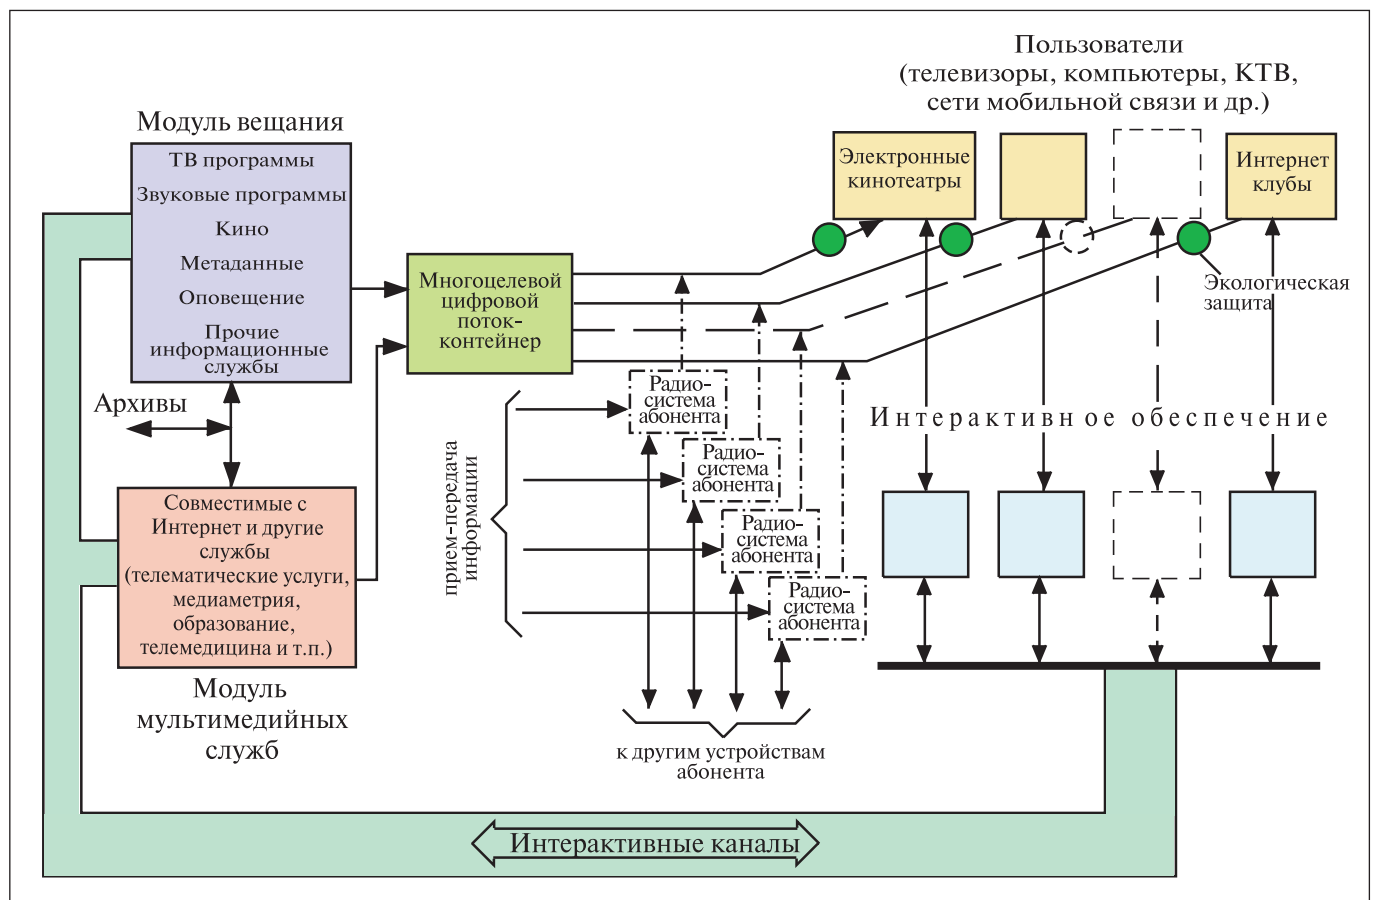 Пользователи
(телевизоры, компьютеры, КТВ,
сети мобильной связи и др.)
Модуль вещания
ТВ программы
Звуковые программы
Кино
Метаданные
Оповещение
Прочие
информационные
службы
Электронные
кинотеатры
Интернет
клубы
Многоцелевой
цифровой
поток-
контейнер
Экологическая
защита
Архивы
Радио-
система
абонента
Радио-
система
абонента
Радио-
система
абонента
Радио-
система
абонента
прием-передача
информации
Интерактивное обеспечение
Совместимые с
Интернет и другие
службы
(телематические услуги,
медиаметрия,
образование,
телемедицина и т.п.)
Модуль
мультимедийных
служб
к другим устройствам
абонента
Интерактивные каналы